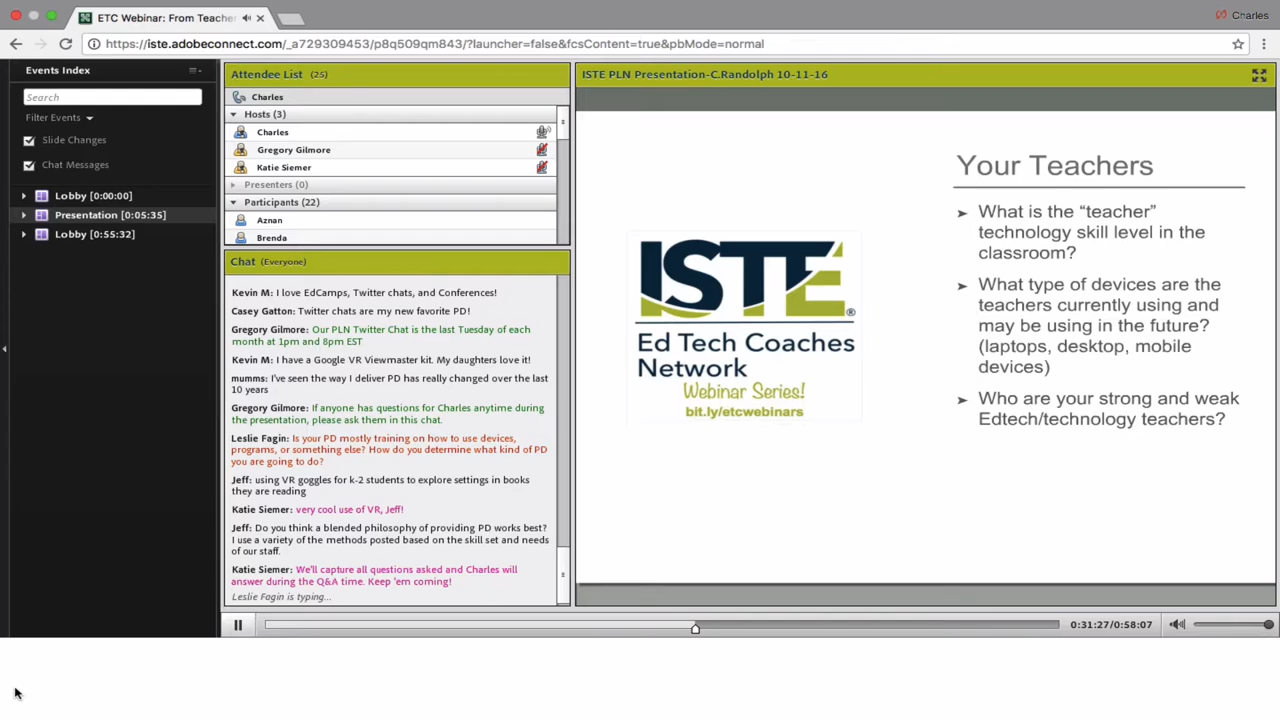 ETC Webinar: From Teacher
Charles
https://iste.adobeconnect.com/_a729309453/p8q509qm843/?launcher=false&fcsContent=true&pbMode=normal
Events Index
Search
Filter Events
Slide Changes
Chat Messages
Lobby [0:00:00]
Presentation [0:05:35]
Lobby [0:55:32]
Attendee List (25)
Charles
Hosts (3)
Charles
Gregory Gilmore
Katie Siemer
Presenters (0)
Participants (22)
Aznan
Brenda
Chat (Everyone)
Kevin M: I love EdCamps, Twitter chats, and Conferences!
Casey Gatton: Twitter chats are my new favorite PD!
Gregory Gilmore: Our PLN Twitter Chat is the last Tuesday of each
month at 1pm and 8pm EST
Kevin M: I have a Google VR Viewmaster kit. My daughters love it!
mumms: I've seen the way I deliver PD has really changed over the last
10 years
Gregory Gilmore: If anyone has questions for Charles anytime during
the presentation, please ask them in this chat.
Leslie Fagin: Is your PD mostly training on how to use devices,
programs, or something else? How do you determine what kind of PD
you are going to do?
Jeff: using VR goggles for k-2 students to explore settings in books
they are reading
Katie Siemer: very cool use of VR, Jeff!
Jeff: Do you think a blended philosophy of providing PD works best?
I use a variety of the methods posted based on the skill set and needs
of our staff.
Katie Siemer: We'll capture all questions asked and Charles will
answer during the Q&A time. Keep 'em coming!
Leslie Fagin is typing...
ISTE PLN Presentation-C.Randolph 10-11-16
ISTE®
Ed Tech Coaches
Network
Webinar Series!
bit.ly/etcwebinars
Your Teachers
➤ What is the “teacher”
technology skill level in the
classroom?
➤ What type of devices are the
teachers currently using and
may be using in the future?
(laptops, desktop, mobile
devices)
➤ Who are your strong and weak
Edtech/technology teachers?
0:31:27/0:58:07